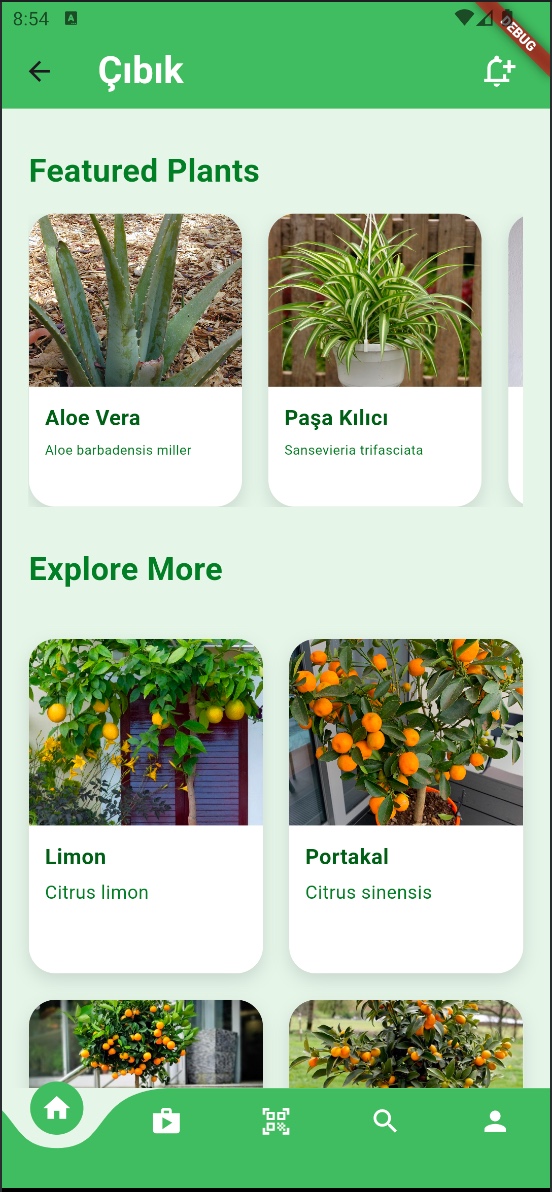 8:54
DEBUG
Çıbık
Featured Plants
Aloe Vera
Aloe barbadensis miller
Paşa Kılıcı
Sansevieria trifasciata
Explore More
Limon
Citrus limon
Portakal
Citrus sinensis